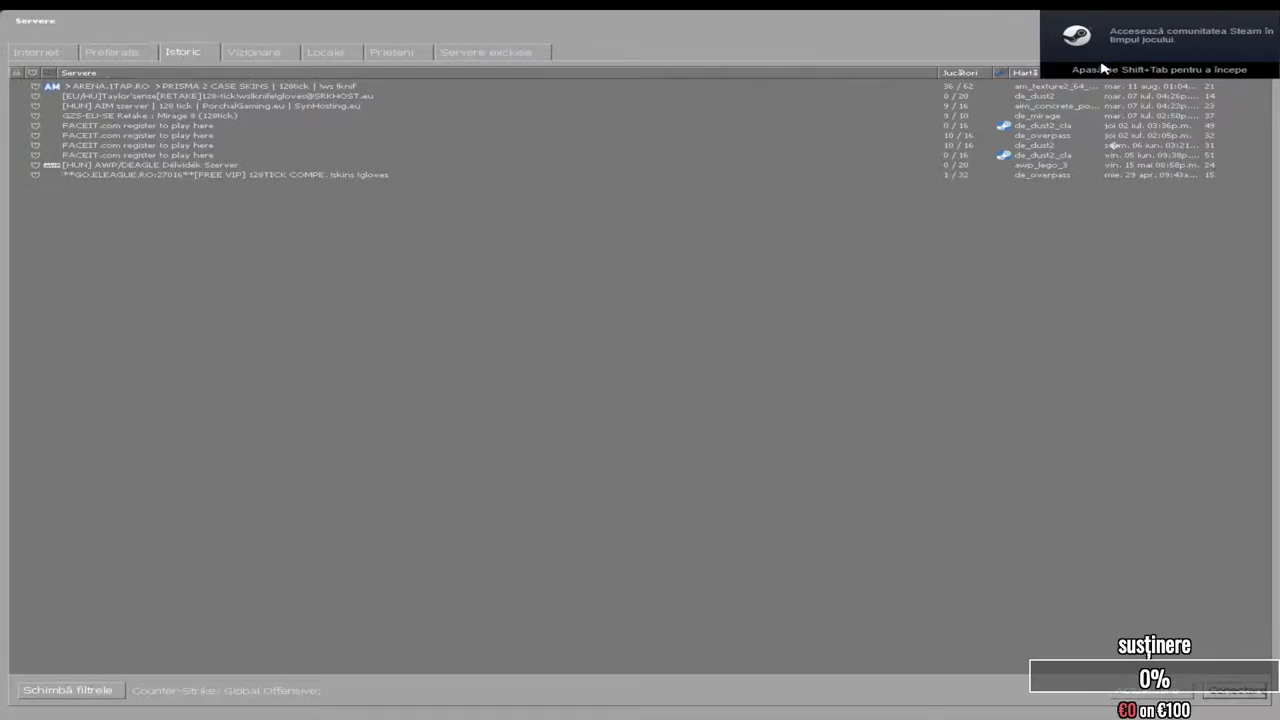 Servere
Accesează comunitatea Steam în
timpul jocului.
Internet Preferate Istoric Vizionare Locale Prieteni Servere excluse
Servere Jucători Hartă
Shift+Tab pentru a începe
AM > ARENA.1TAP.RO > PRISMA 2 CASE SKINS | 128tick | !ws !knif 36 / 62 mar. 11 aug. 01:04... 21
[EU/HU]Taylor'sense[RETAKE]128-tick!ws!knife!gloves@SRKHOST.eu 0 / 20 de_dust2 mar. 07 iul. 04:26p.... 14
[HUN] AIM szerver | 128 tick | PorchalGaming.eu | SynHosting.eu 9 / 16 aim_concrete_po... mar. 07 iul. 04:23p.... 23
GZS-EU-SE Retake : Mirage 8 (128tick) 9 / 10 de_mirage mar. 07 iul. 02:50p.... 37
FACEIT.com register to play here 0 / 16 de_dust2_cla joi 02 iul. 03:36p.m. 49
FACEIT.com register to play here 10 / 16 de_overpass joi 02 iul. 02:05p.m. 32
FACEIT.com register to play here 10 / 16 de_dust2 s�m. 06 iun. 03:21... 31
FACEIT.com register to play here 0 / 16 de_dust2_cla vin. 05 iun. 09:38p... 51
[HUN] AWP/DEAGLE Délvidék Szerver 0 / 20 awp_lego_3 vin. 15 mai 00:58p.m. 24
**GO.ELEAGUE.RO:27016**[FREE VIP] 128TICK COMPE. !skins !gloves 1 / 32 de_overpass mie. 29 apr. 09:43a... 15
susținere
0%
Schimbă filtrele Counter-Strike: Global Offensive;
€0 on €100